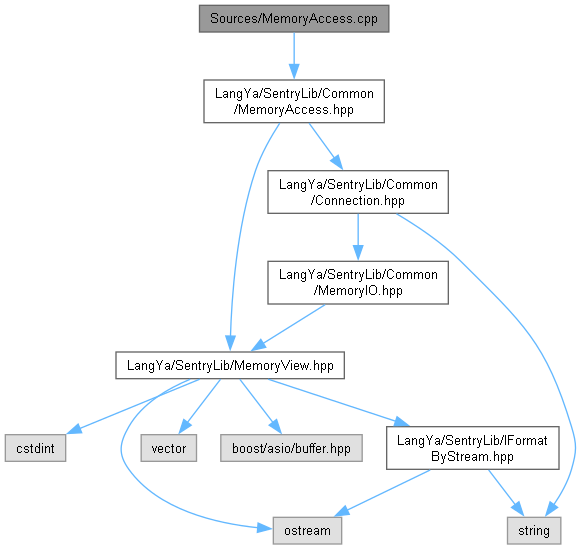 Sources/MemoryAccess.cpp
LangYa/SentryLib/Common
/MemoryAccess.hpp
LangYa/SentryLib/Common
/Connection.hpp
LangYa/SentryLib/Common
/MemoryIO.hpp
LangYa/SentryLib/MemoryView.hpp
cstdint
vector
boost/asio/buffer.hpp
LangYa/SentryLib/IFormat
ByStream.hpp
ostream
string